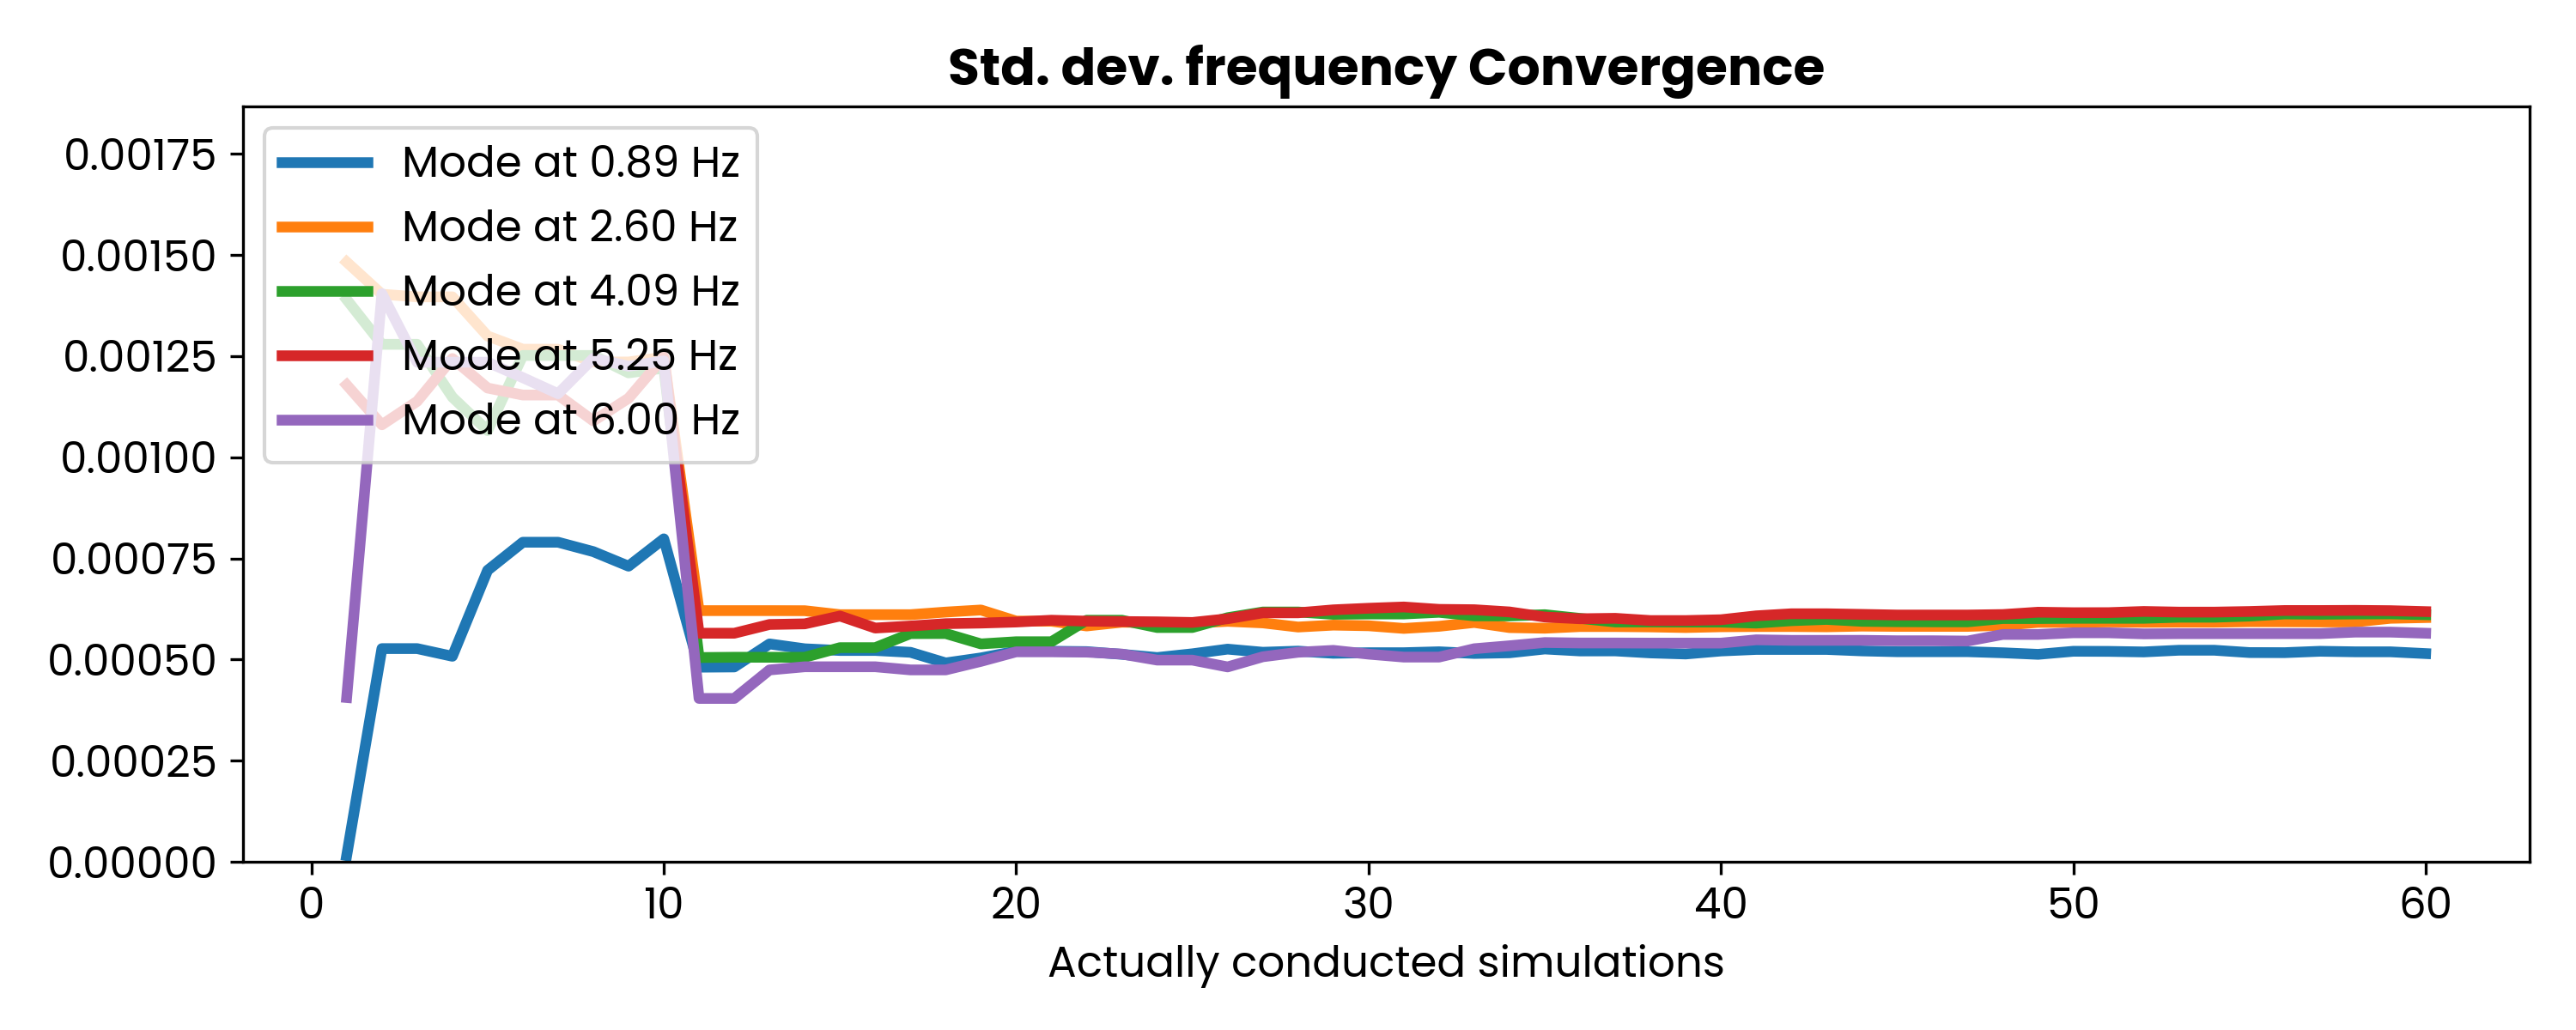 Std. dev. frequency Convergence
0.00175
0.00150
0.00125
0.00100
0.00075
0.00050
0.00025
0.00000
Mode at 0.89 Hz
Mode at 2.60 Hz
Mode at 4.09 Hz
Mode at 5.25 Hz
Mode at 6.00 Hz
0 10 20 30 40 50 60
Actually conducted simulations